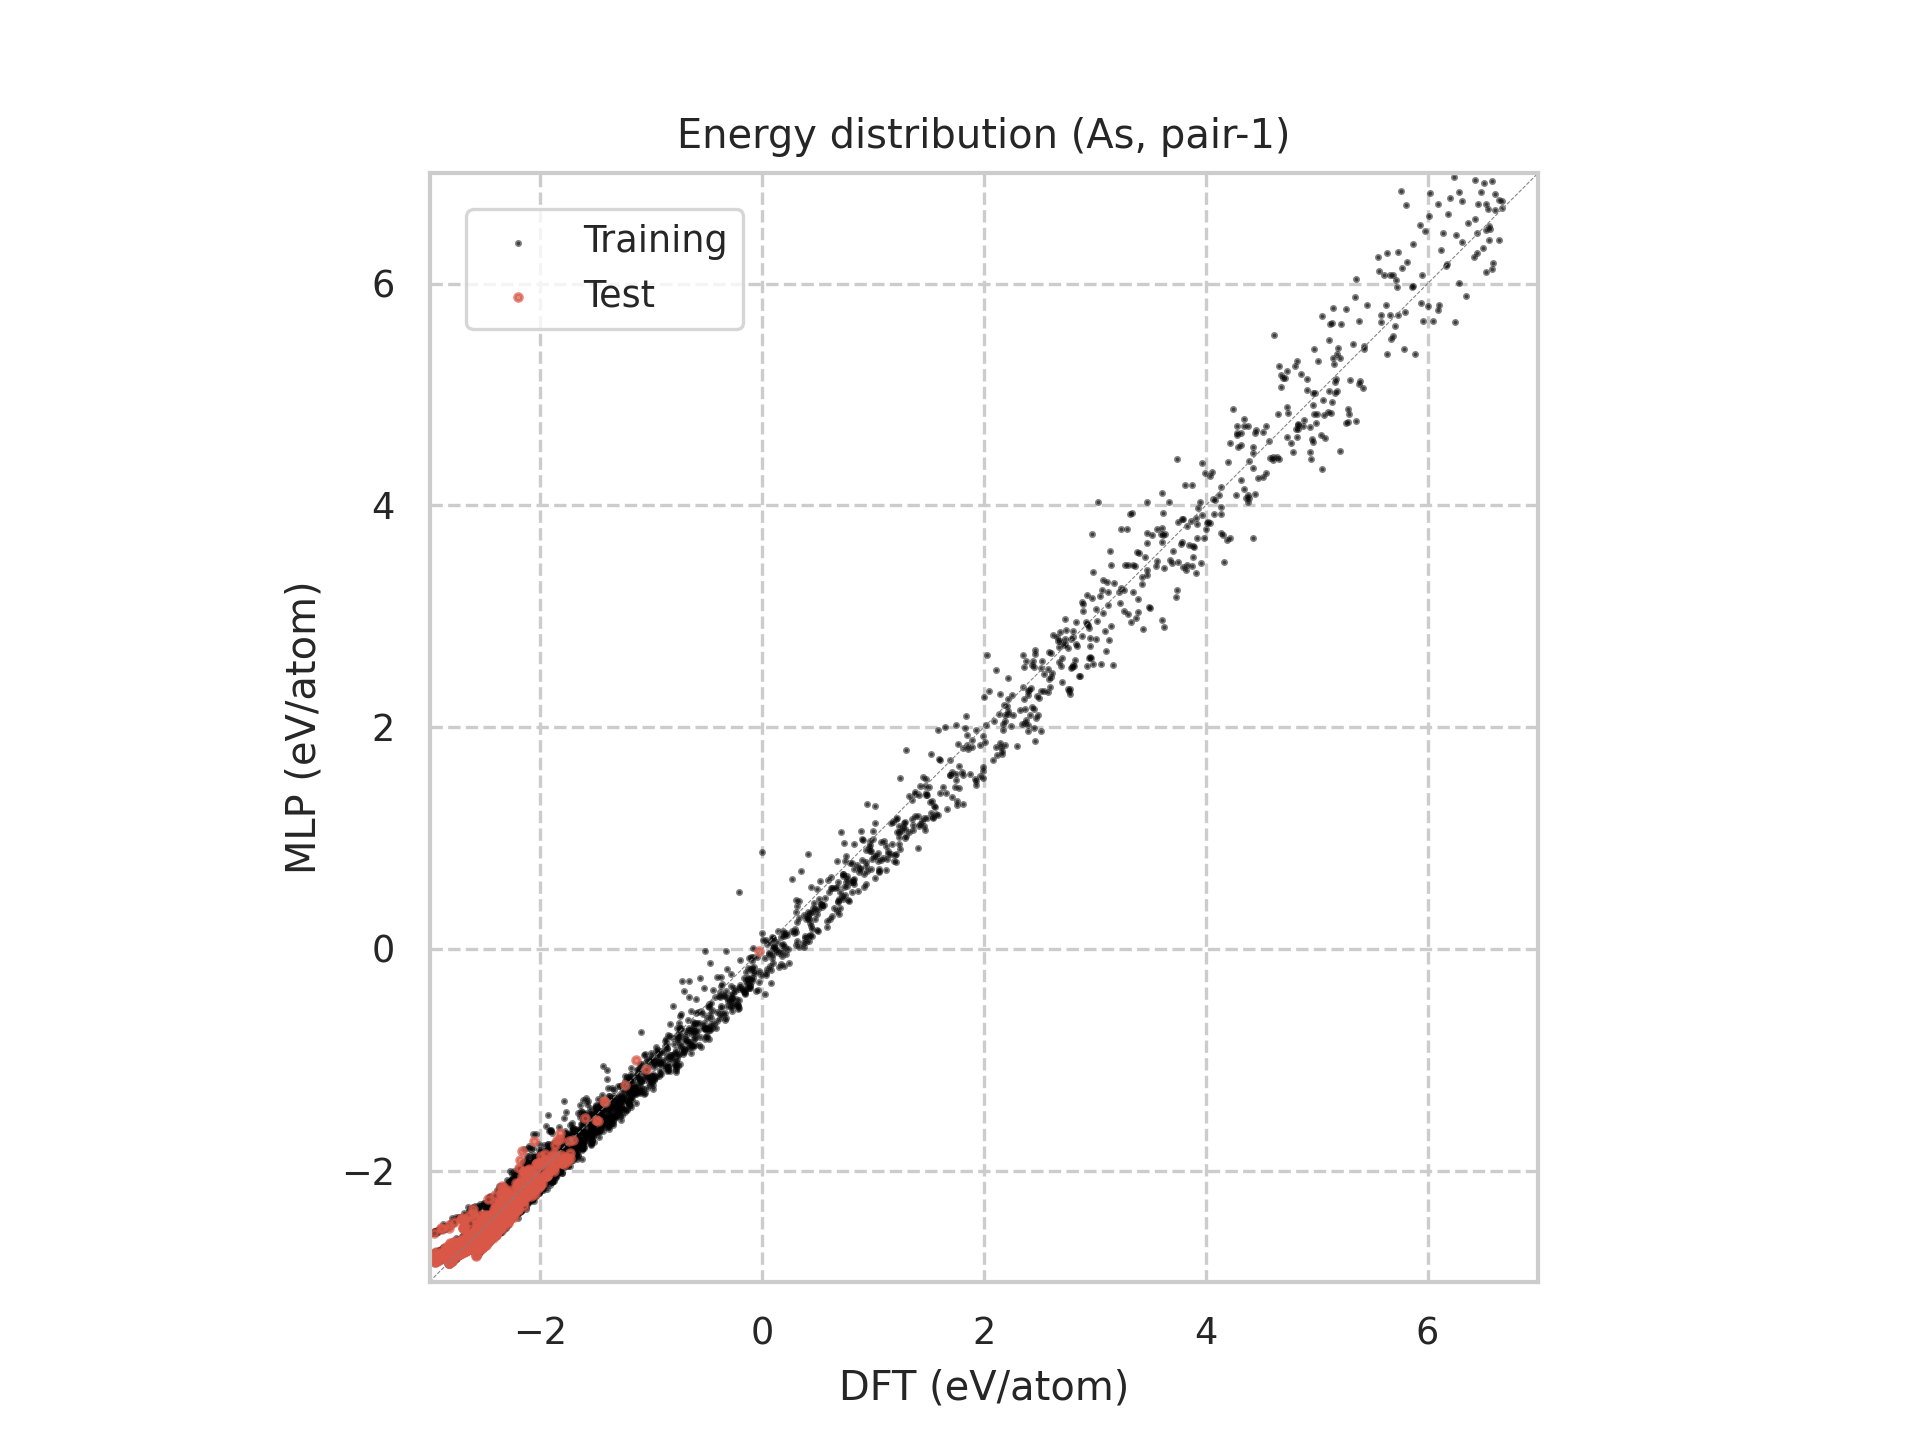 Energy distribution (As, pair-1)
Training
Test
6
4
2
0
−2
MLP (eV/atom)
−2 0 2 4 6
DFT (eV/atom)